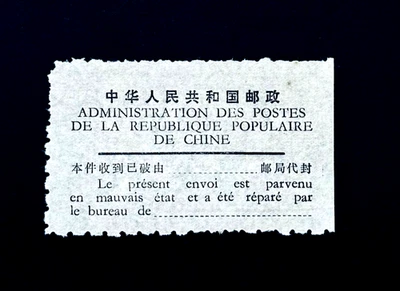 中华人民共和国邮政
ADMINISTRATION DES POSTES
DE LA REPUBLIQUE POPULAIRE
DE CHINE
本件收到已破由..................邮局代封
Le présent envoi est parvenu
en mauvais état et a été réparé par
le bureau de..................................